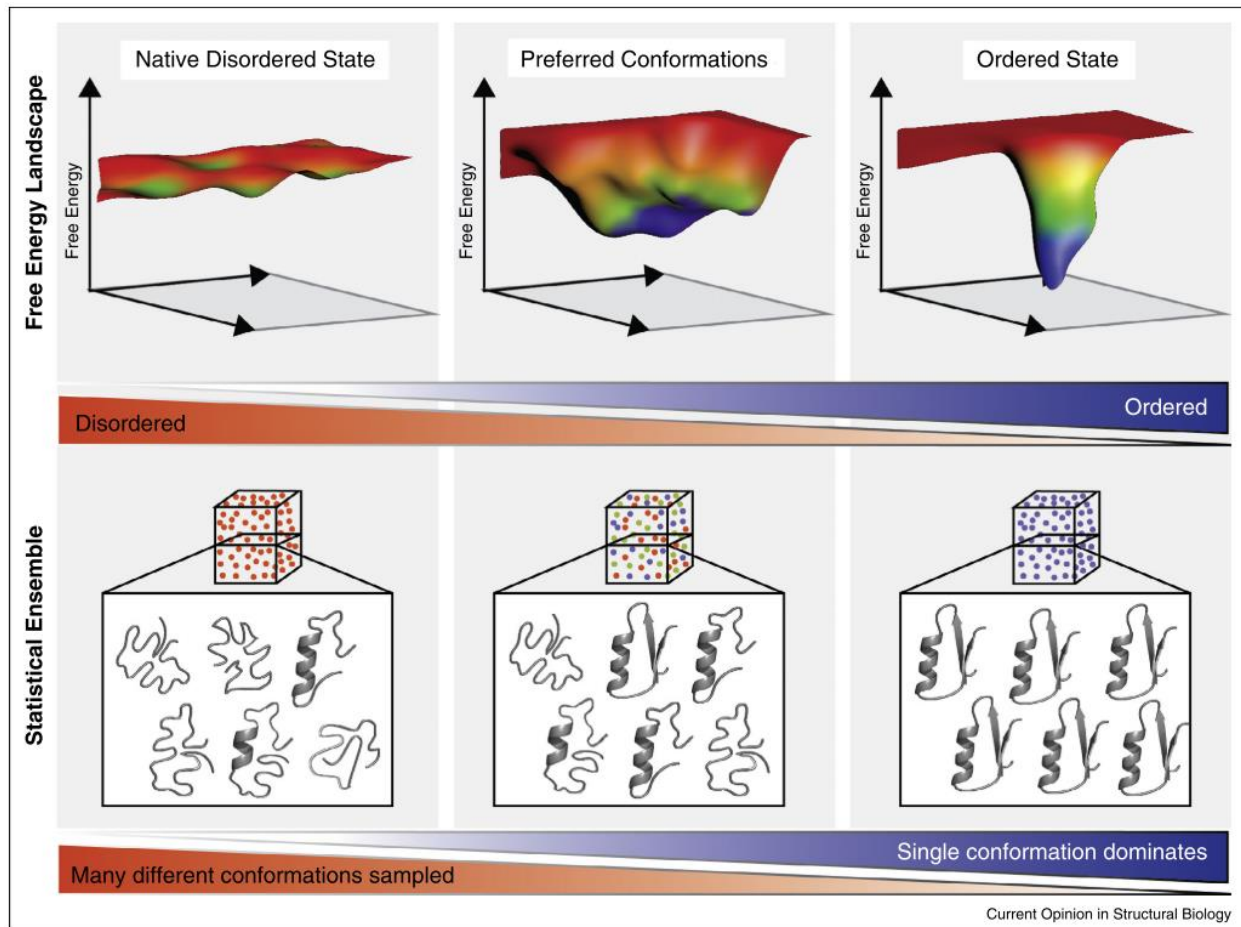 Native Disordered State
Preferred Conformations
Ordered State
Free Energy Landscape
Free Energy
Free Energy
Free Energy
Ordered
Disordered
Statistical Ensemble
Single conformation dominates
Many different conformations sampled
Current Opinion in Structural Biology